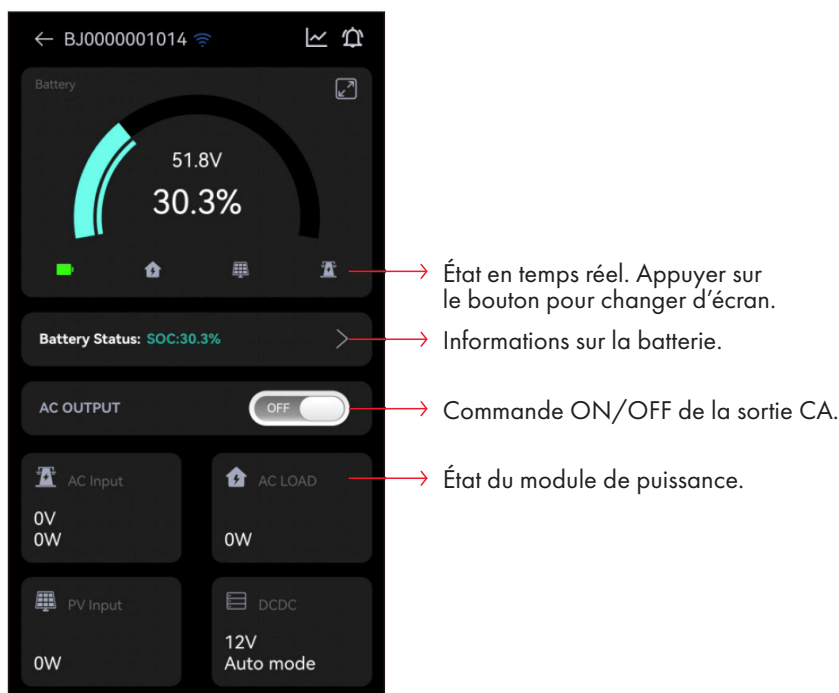 BJ0000001014
Battery
51.8V
30.3%
État en temps réel. Appuyer sur
le bouton pour changer d’écran.
Battery Status: SOC:30.3%
Informations sur la batterie.
AC OUTPUT
OFF
Commande ON/OFF de la sortie CA.
AC Input
AC LOAD
État du module de puissance.
0V
0W
0W
PV Input
DCDC
12V
0W
Auto mode